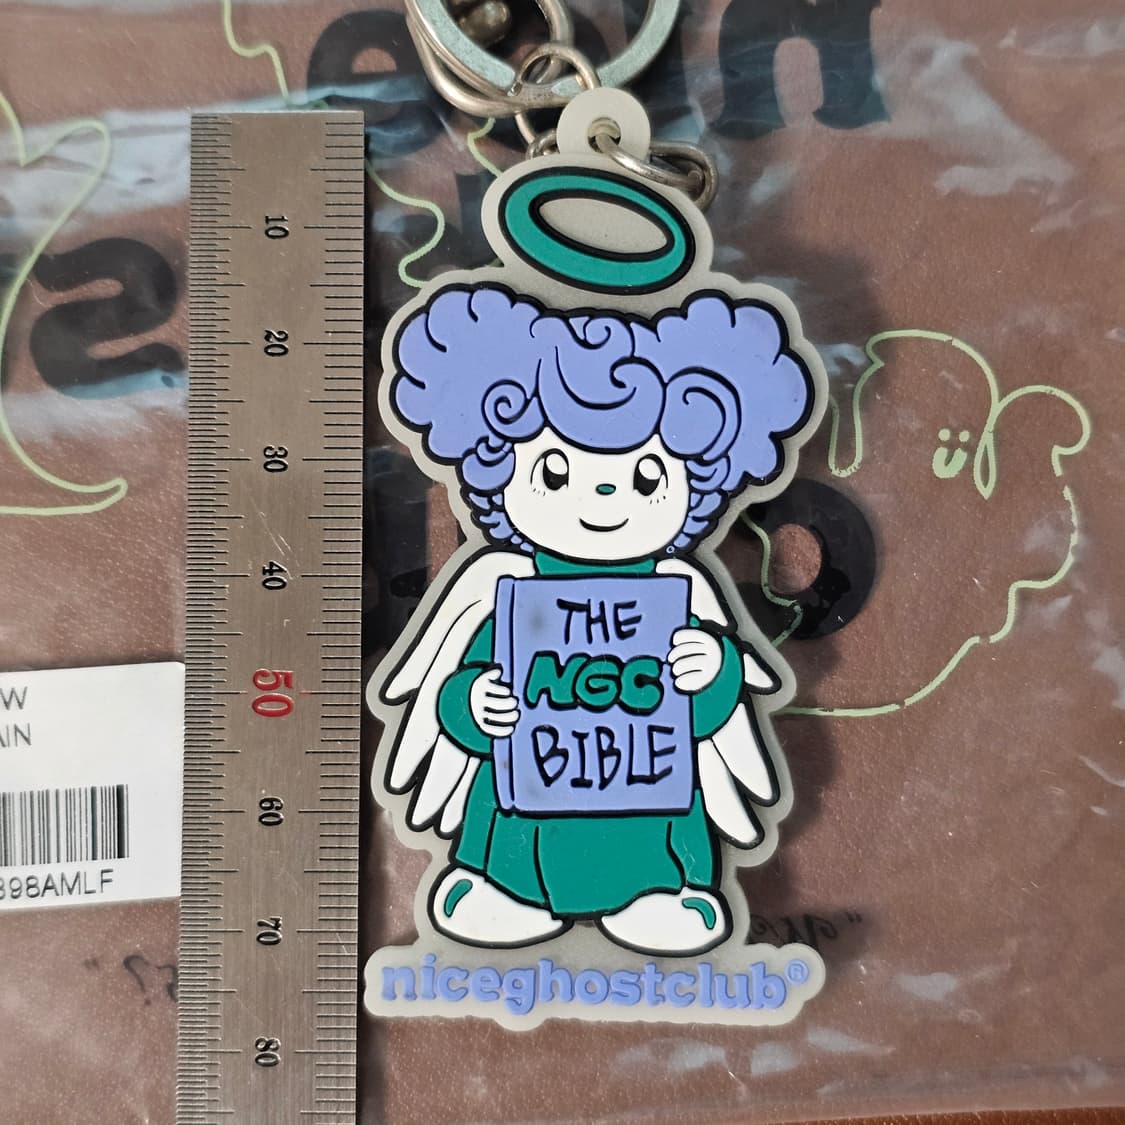 10
20
30
40
50
60
70
80
THE
NGC
BIBLE
niceghostclub®
W
AIN
398AMLF